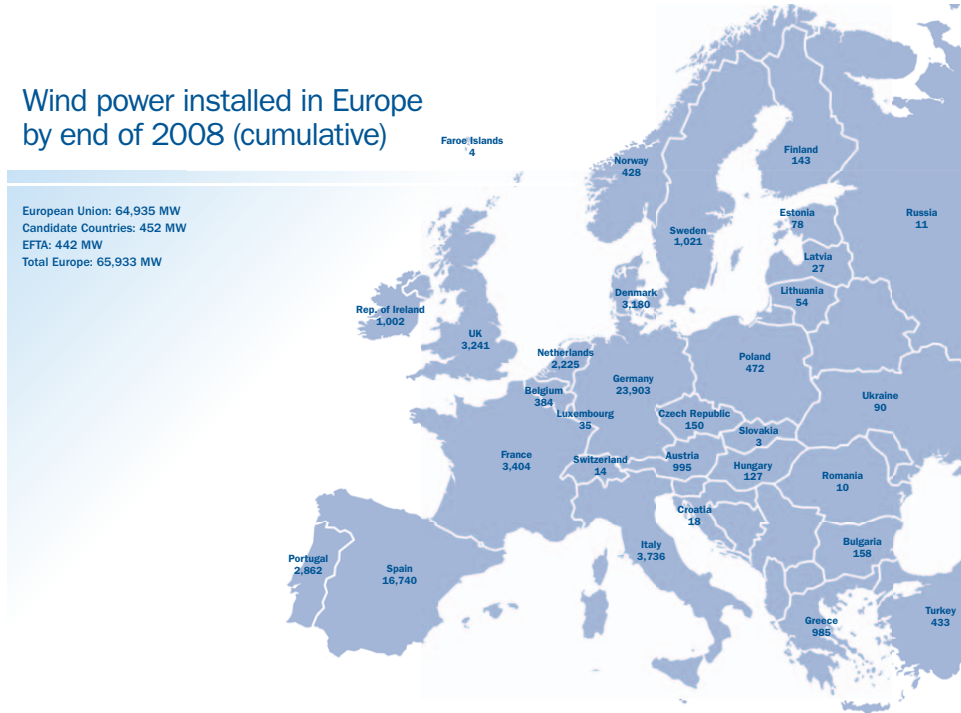 Wind power installed in Europe
by end of 2008 (cumulative)
European Union: 64,935 MW
Candidate Countries: 452 MW
EFTA: 442 MW
Total Europe: 65,933 MW
Faroe Islands
4
Norway
428
Finland
143
Sweden
1,021
Estonia
78
Russia
11
Latvia
27
Lithuania
54
Denmark
3,180
Rep. of Ireland
1,002
UK
3,241
Netherlands
2,225
Poland
472
Germany
23,903
Belgium
384
Ukraine
90
Luxembourg
35
Czech Republic
150
Slovakia
3
France
3,404
Switzerland
14
Austria
995
Hungary
127
Romania
10
Croatia
18
Italy
3,736
Bulgaria
158
Portugal
2,862
Spain
16,740
Greece
985
Turkey
433